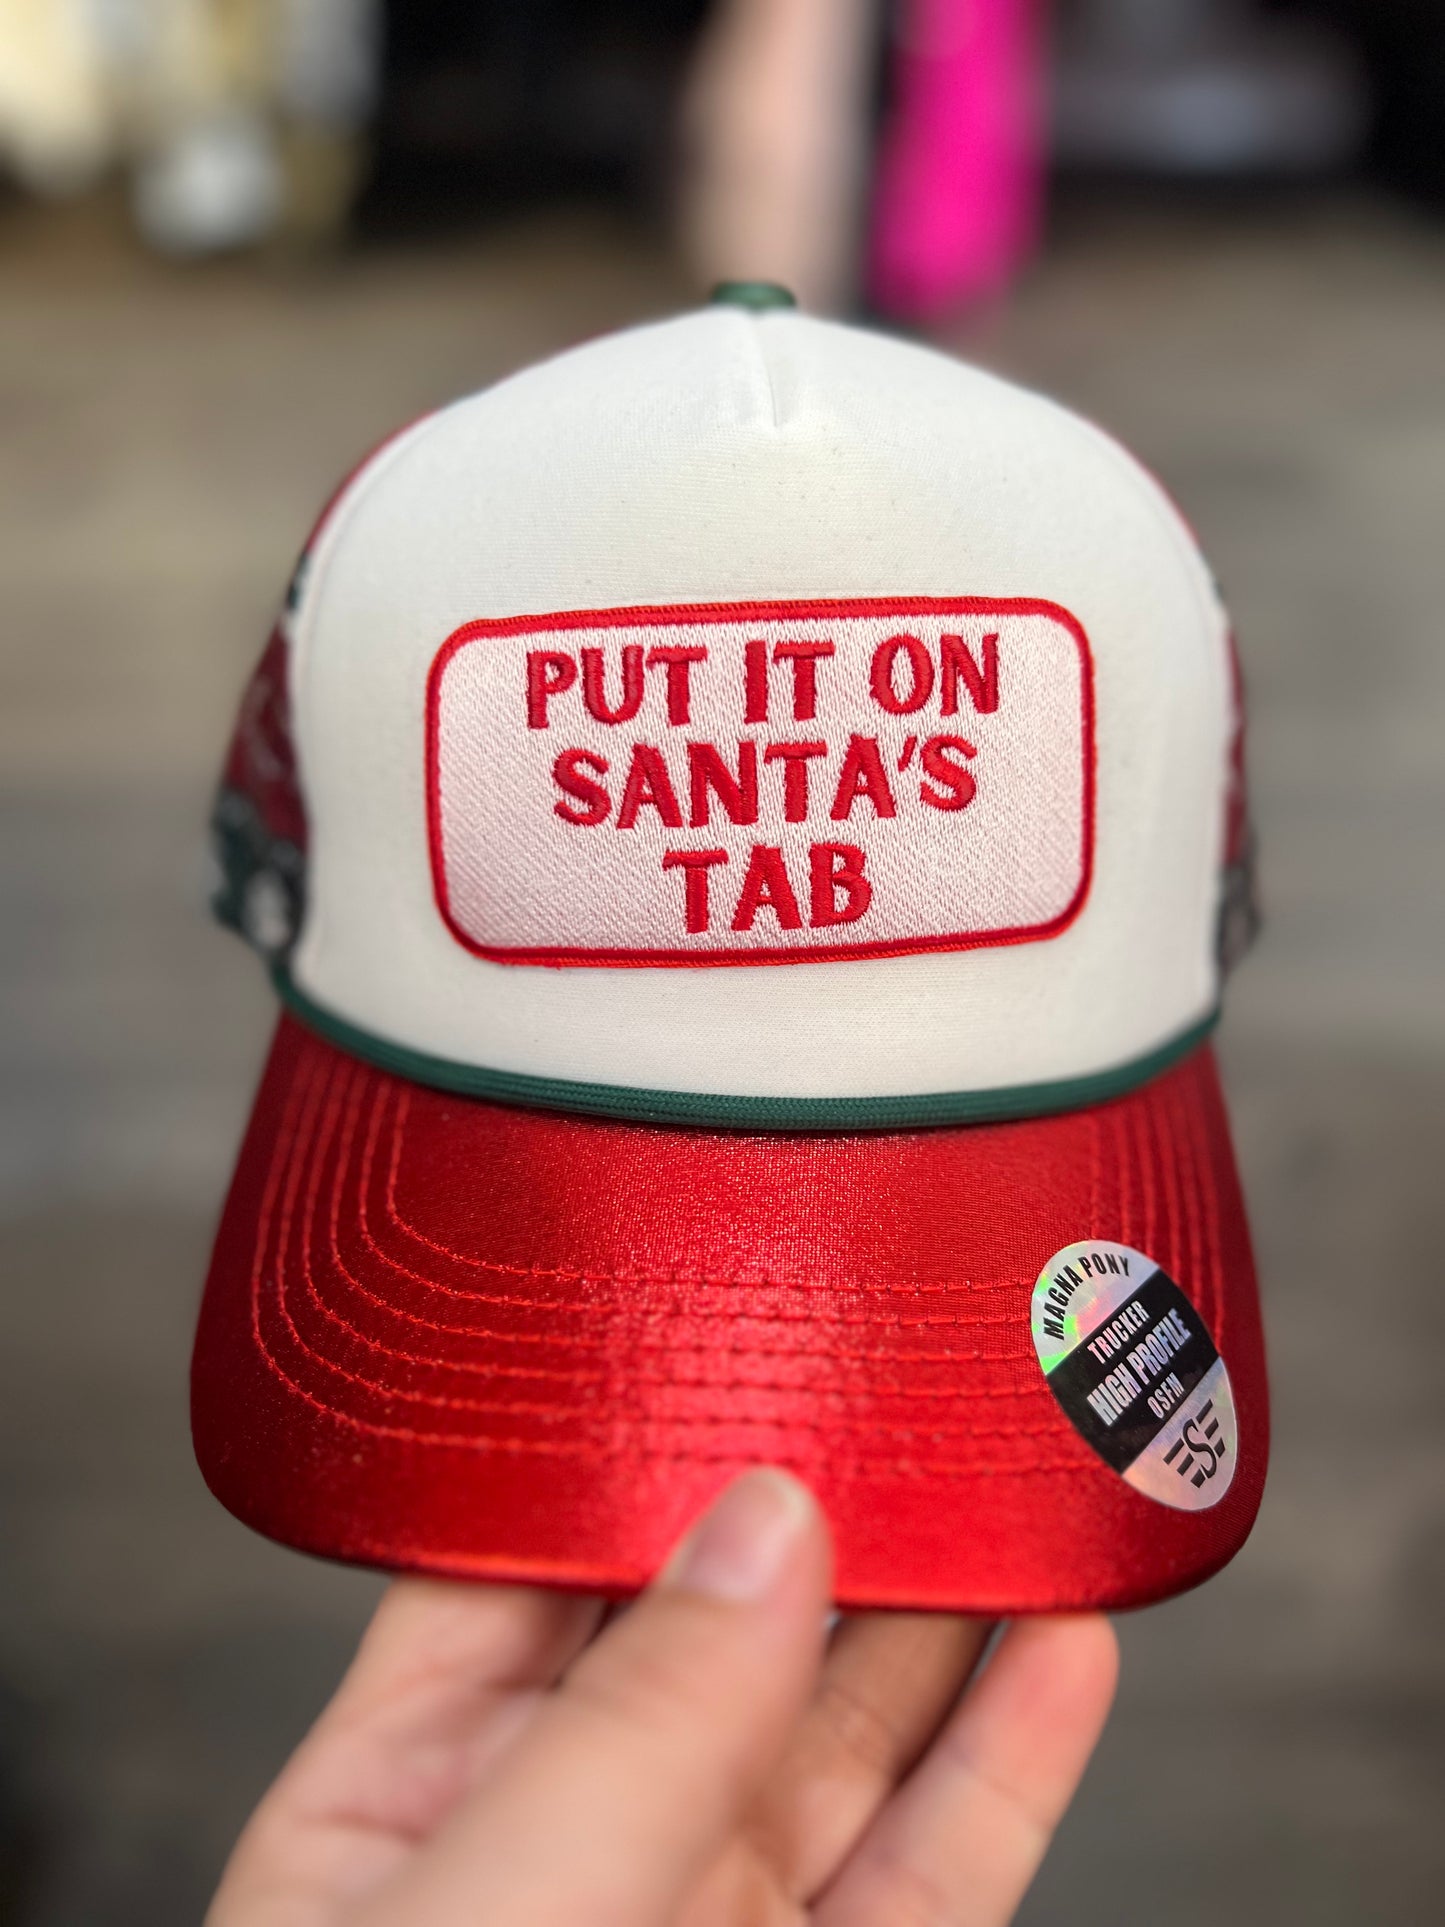 PUT IT ON
SANTA'S
TAB
MAGNA PONY
TRUCKER
HIGH PROFILE
OSFM
S